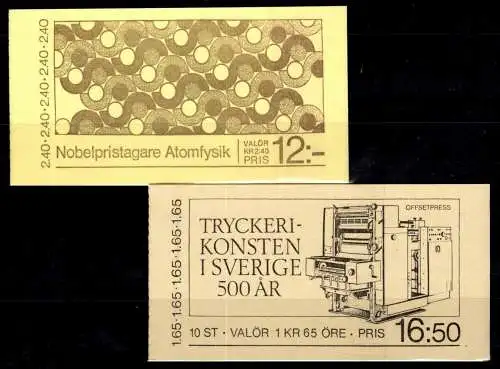 2.40 · 2.40 · 2.40 · 2.40 · 2.40
Nobelpristagare Atomfysik
VALÖR
KR 2:40
PRIS
12:-
1.65 · 1.65 · 1.65 · 1.65 · 1.65
OFFSETPRESS
TRYCKERI-
KONSTEN
I SVERIGE
500 ÅR
10 ST · VALÖR 1 KR 65 ÖRE · PRIS 16:50